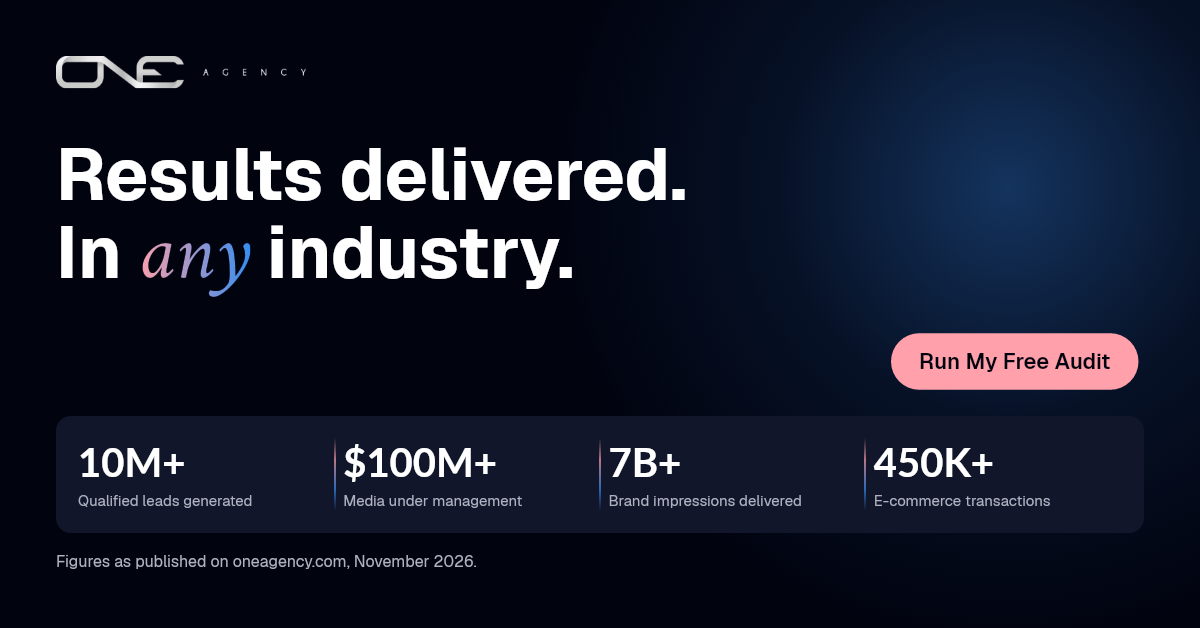 ONE AGENCY
Results delivered.
In any industry.
Run My Free Audit
10M+
Qualified leads generated
$100M+
Media under management
7B+
Brand impressions delivered
450K+
E-commerce transactions
Figures as published on oneagency.com, November 2026.